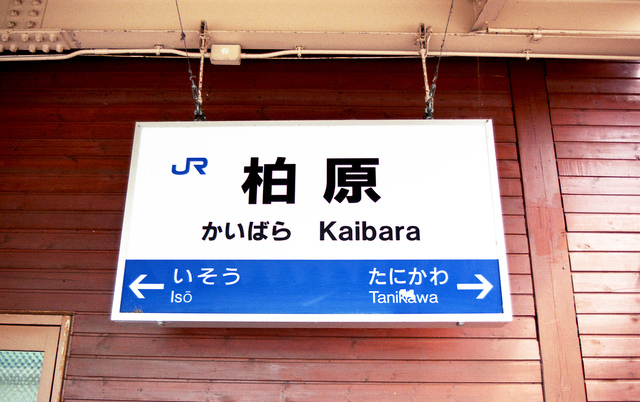 JR 柏原
かいばら Kaibara
← いそう たにかわ →
Isō Tanikawa